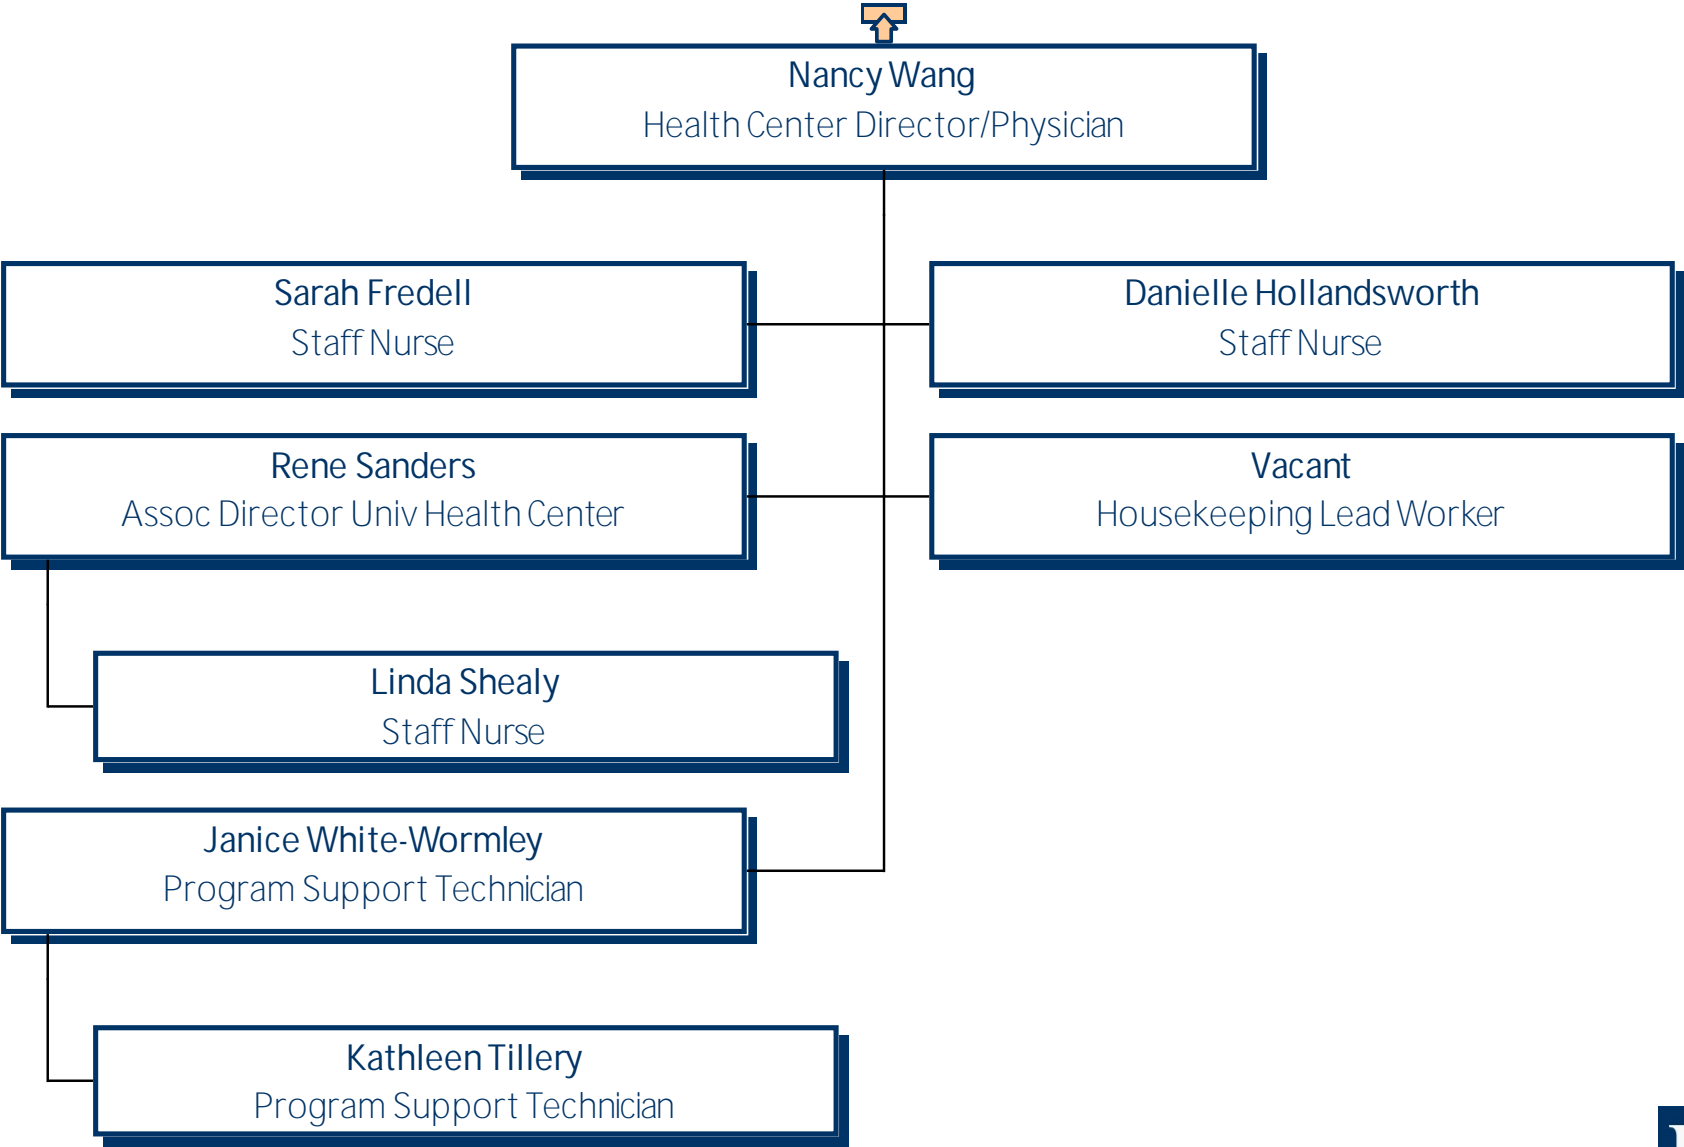 Nancy Wang
Health Center Director/Physician
Sarah Fredell
Staff Nurse
Danielle Hollandsworth
Staff Nurse
Rene Sanders
Assoc Director Univ Health Center
Vacant
Housekeeping Lead Worker
Linda Shealy
Staff Nurse
Janice White-Wormley
Program Support Technician
Kathleen Tillery
Program Support Technician